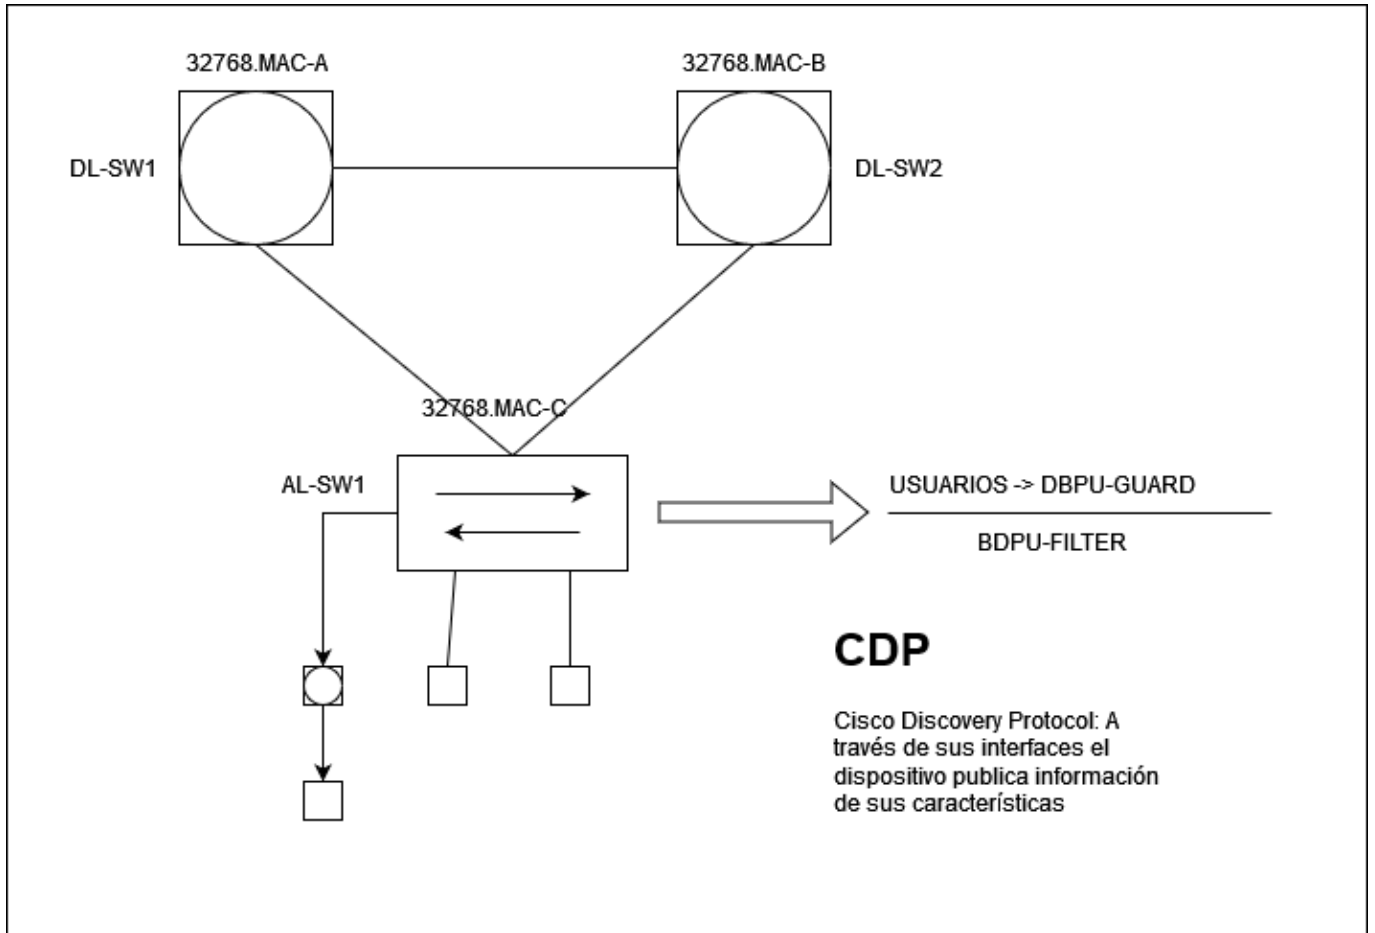 32768.MAC-A
32768.MAC-B
DL-SW1
DL-SW2
32768.MAC-C
AL-SW1
USUARIOS -> DBPU-GUARD
BDPU-FILTER
CDP
Cisco Discovery Protocol: A
través de sus interfaces el
dispositivo publica información
de sus características